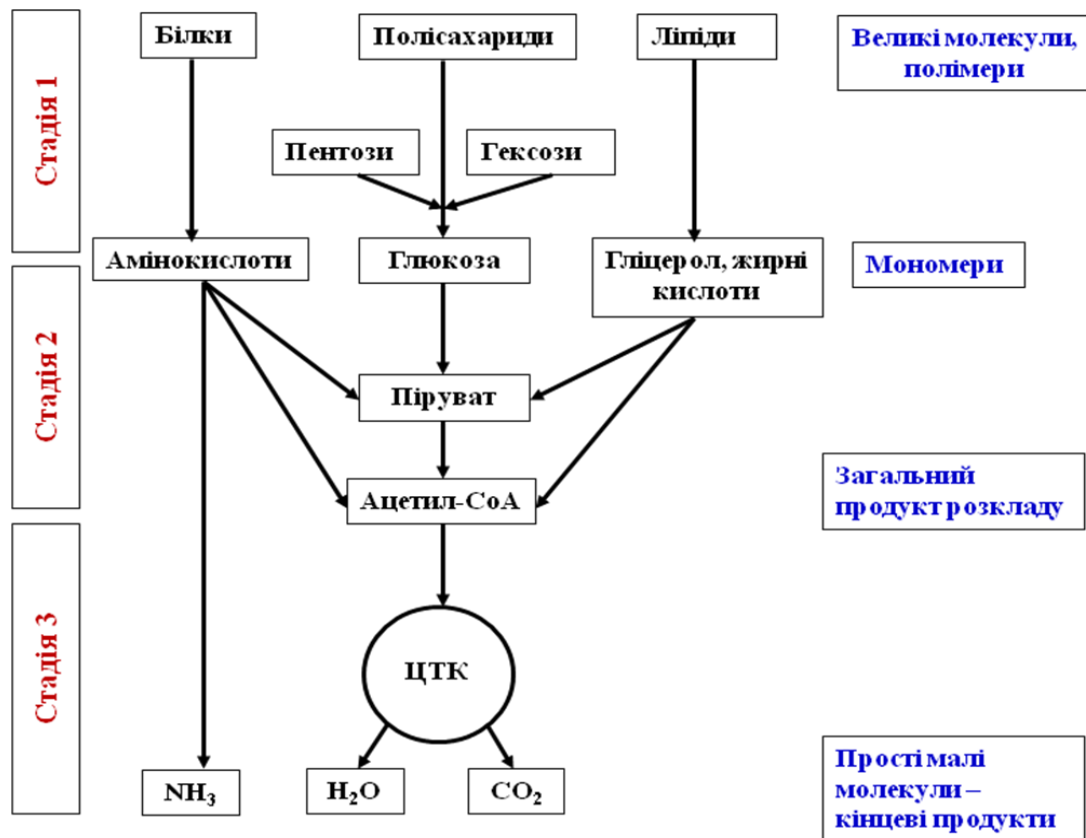 Білки
Полісахариди
Ліпіди
Великі молекули,
полімери
Стадія 1
Пентози
Гексози
Амінокислоти
Глюкоза
Гліцерол, жирні
кислоти
Мономери
Стадія 2
Піруват
Ацетил-СоА
Загальний
продукт розкладу
Стадія 3
ЦТК
NH₃
H₂O
CO₂
Прості малі
молекули –
кінцеві продукти